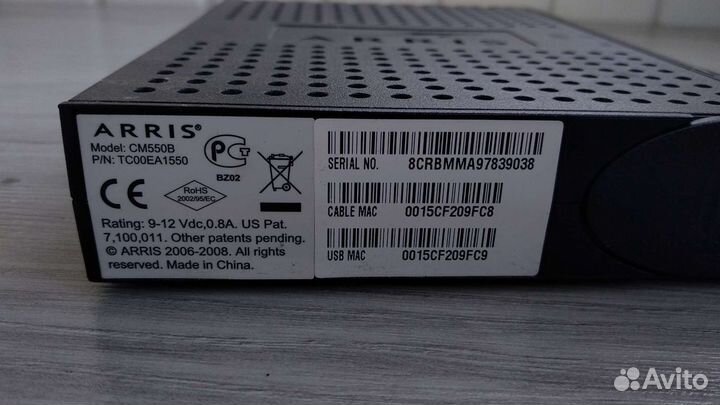 ARRIS
ARRIS®
Model: CM550B
P/N: TC00EA1550
BZ02
CE
RoHS
2002/95/EC
Rating: 9-12 Vdc,0.8A. US Pat.
7,100,011. Other patents pending.
© ARRIS 2006-2008. All rights
reserved. Made in China.
SERIAL NO. 8CRBMMA97839038
CABLE MAC 0015CF209FC8
USB MAC 0015CF209FC9
Avito